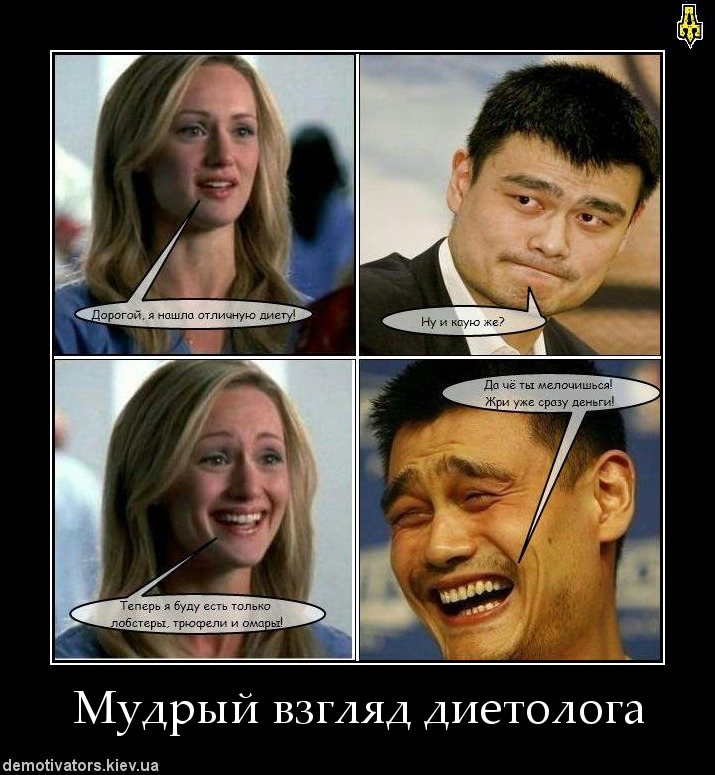 Дорогой, я нашла отличную диету!
Ну и каую же?
Теперь я буду есть только
лобстеры, трюфели и омары!
Да чё ты мелочишься!
Жри уже сразу деньги!
Мудрый взгляд диетолога
demotivators.kiev.ua